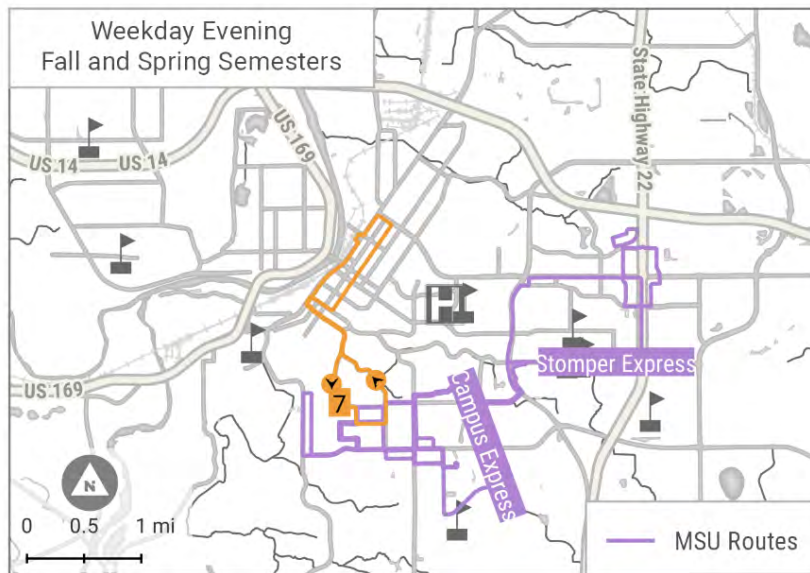 Weekday Evening
Fall and Spring Semesters
US 14
US 14
US 169
State Highway 22
US 169
Stomper Express
Campus Express
7
N
0 0.5 1 mi
MSU Routes